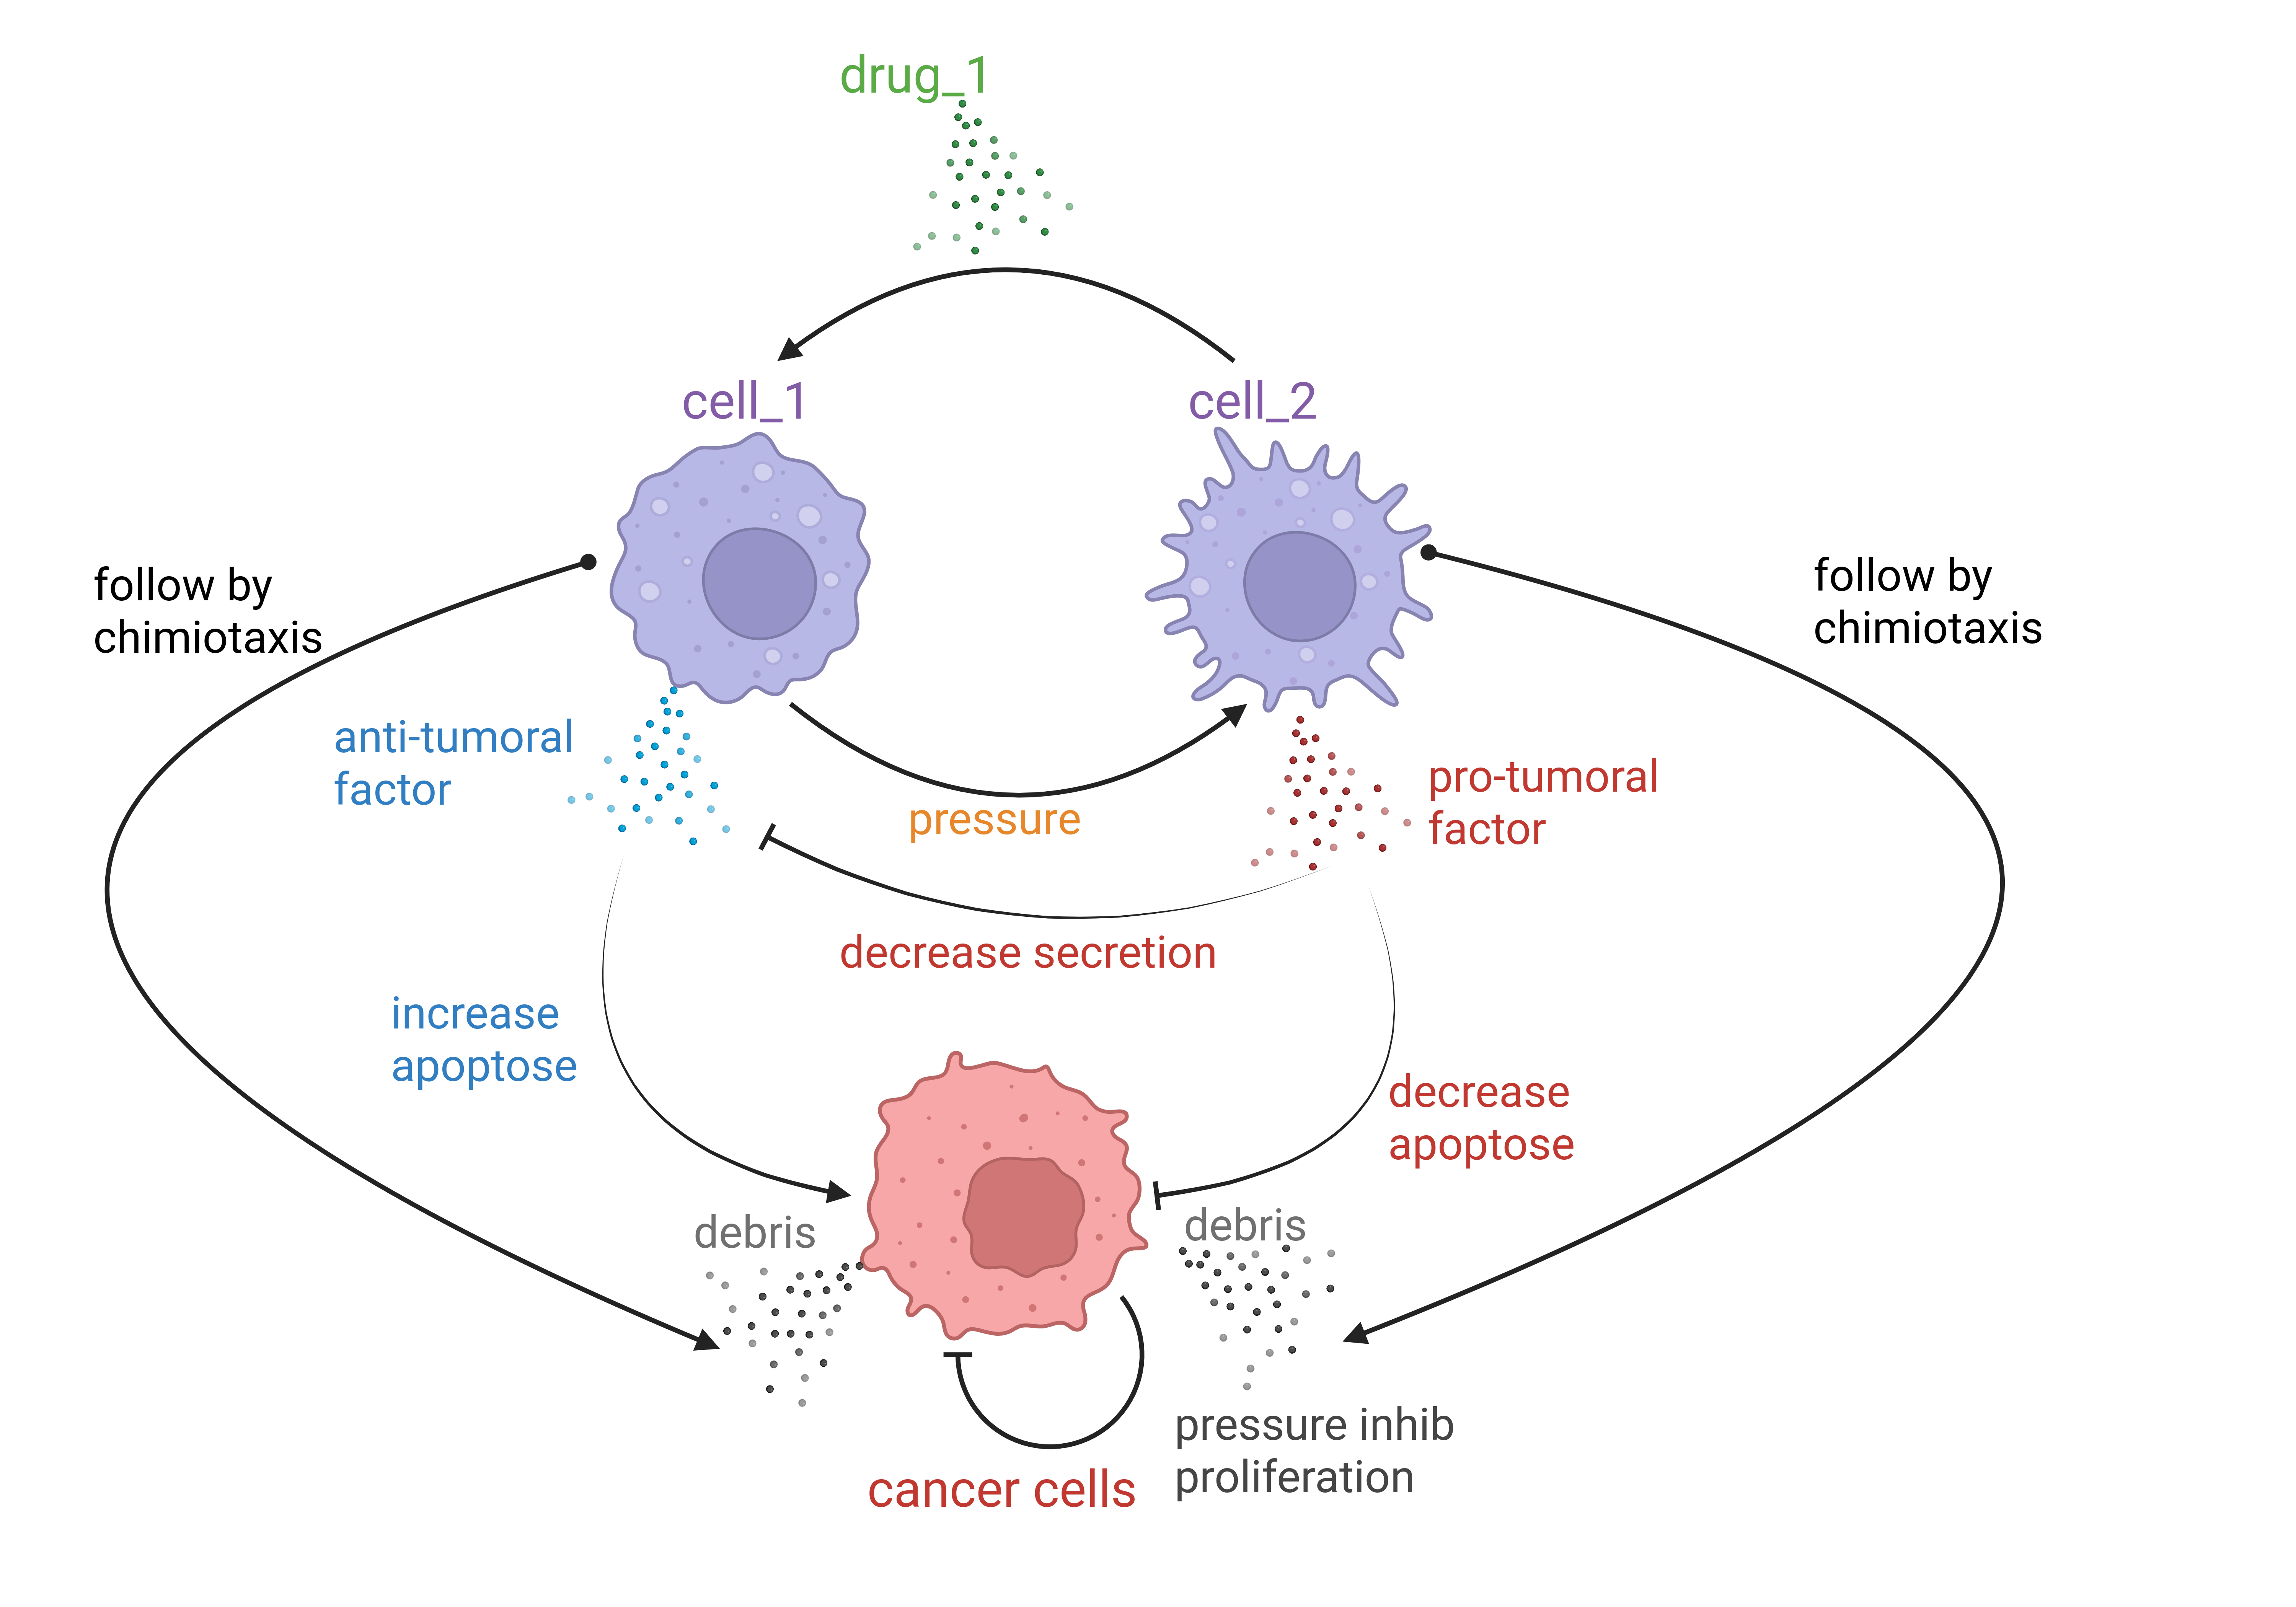 drug_1
cell_1
cell_2
follow by
chimiotaxis
follow by
chimiotaxis
anti-tumoral
factor
pressure
pro-tumoral
factor
decrease secretion
increase
apoptose
decrease
apoptose
debris
debris
pressure inhib
proliferation
cancer cells